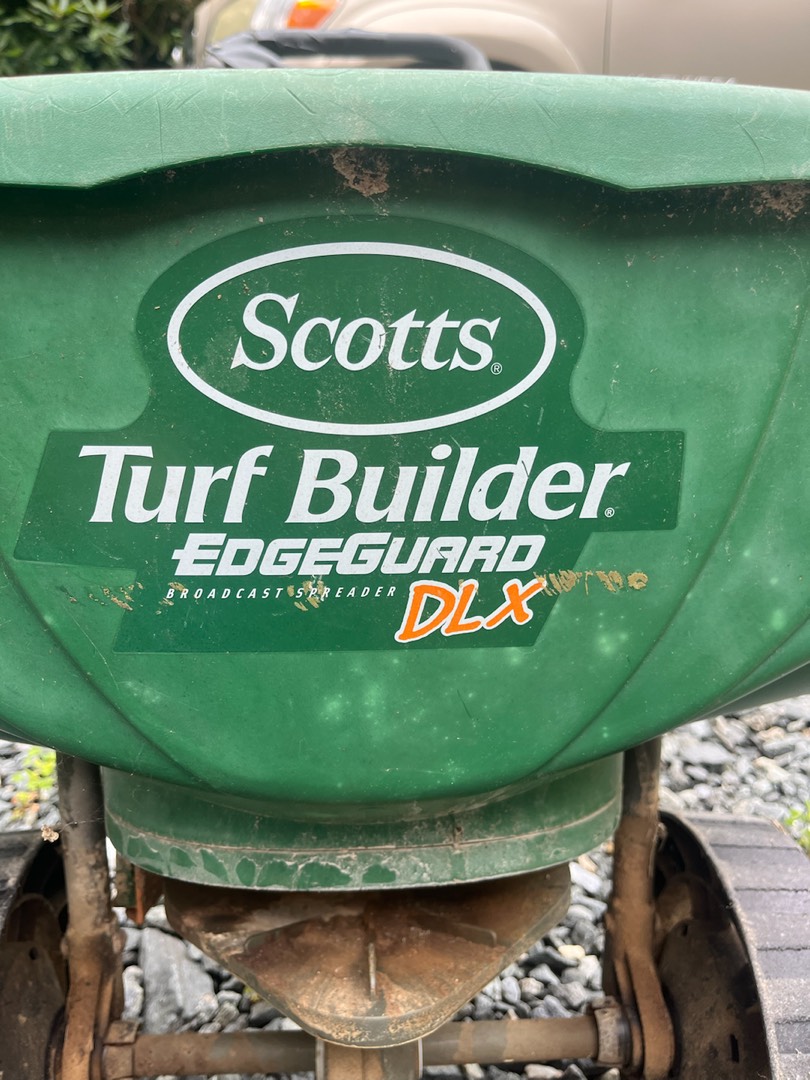 Scotts®
Turf Builder®
EDGEGUARD
BROADCAST SPREADER DLX